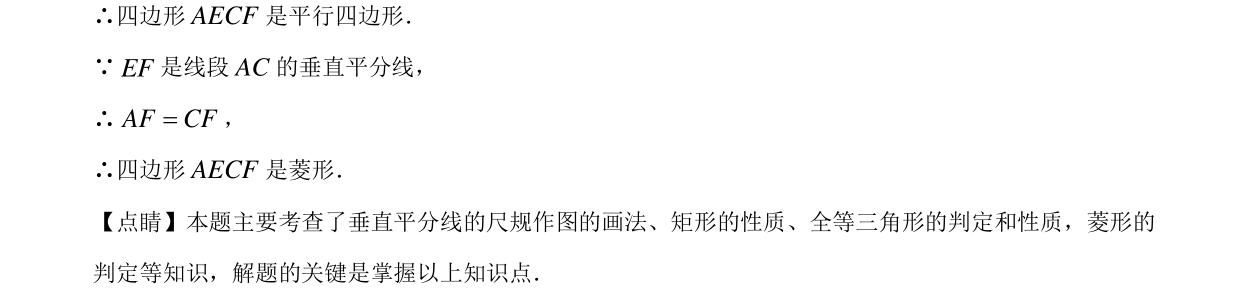 ∴四边形 AECF 是平行四边形.
∵ EF 是线段 AC 的垂直平分线,
∴ AF = CF ,
∴四边形 AECF 是菱形.
【点睛】本题主要考查了垂直平分线的尺规作图的画法、矩形的性质、全等三角形的判定和性质，菱形的
判定等知识，解题的关键是掌握以上知识点.